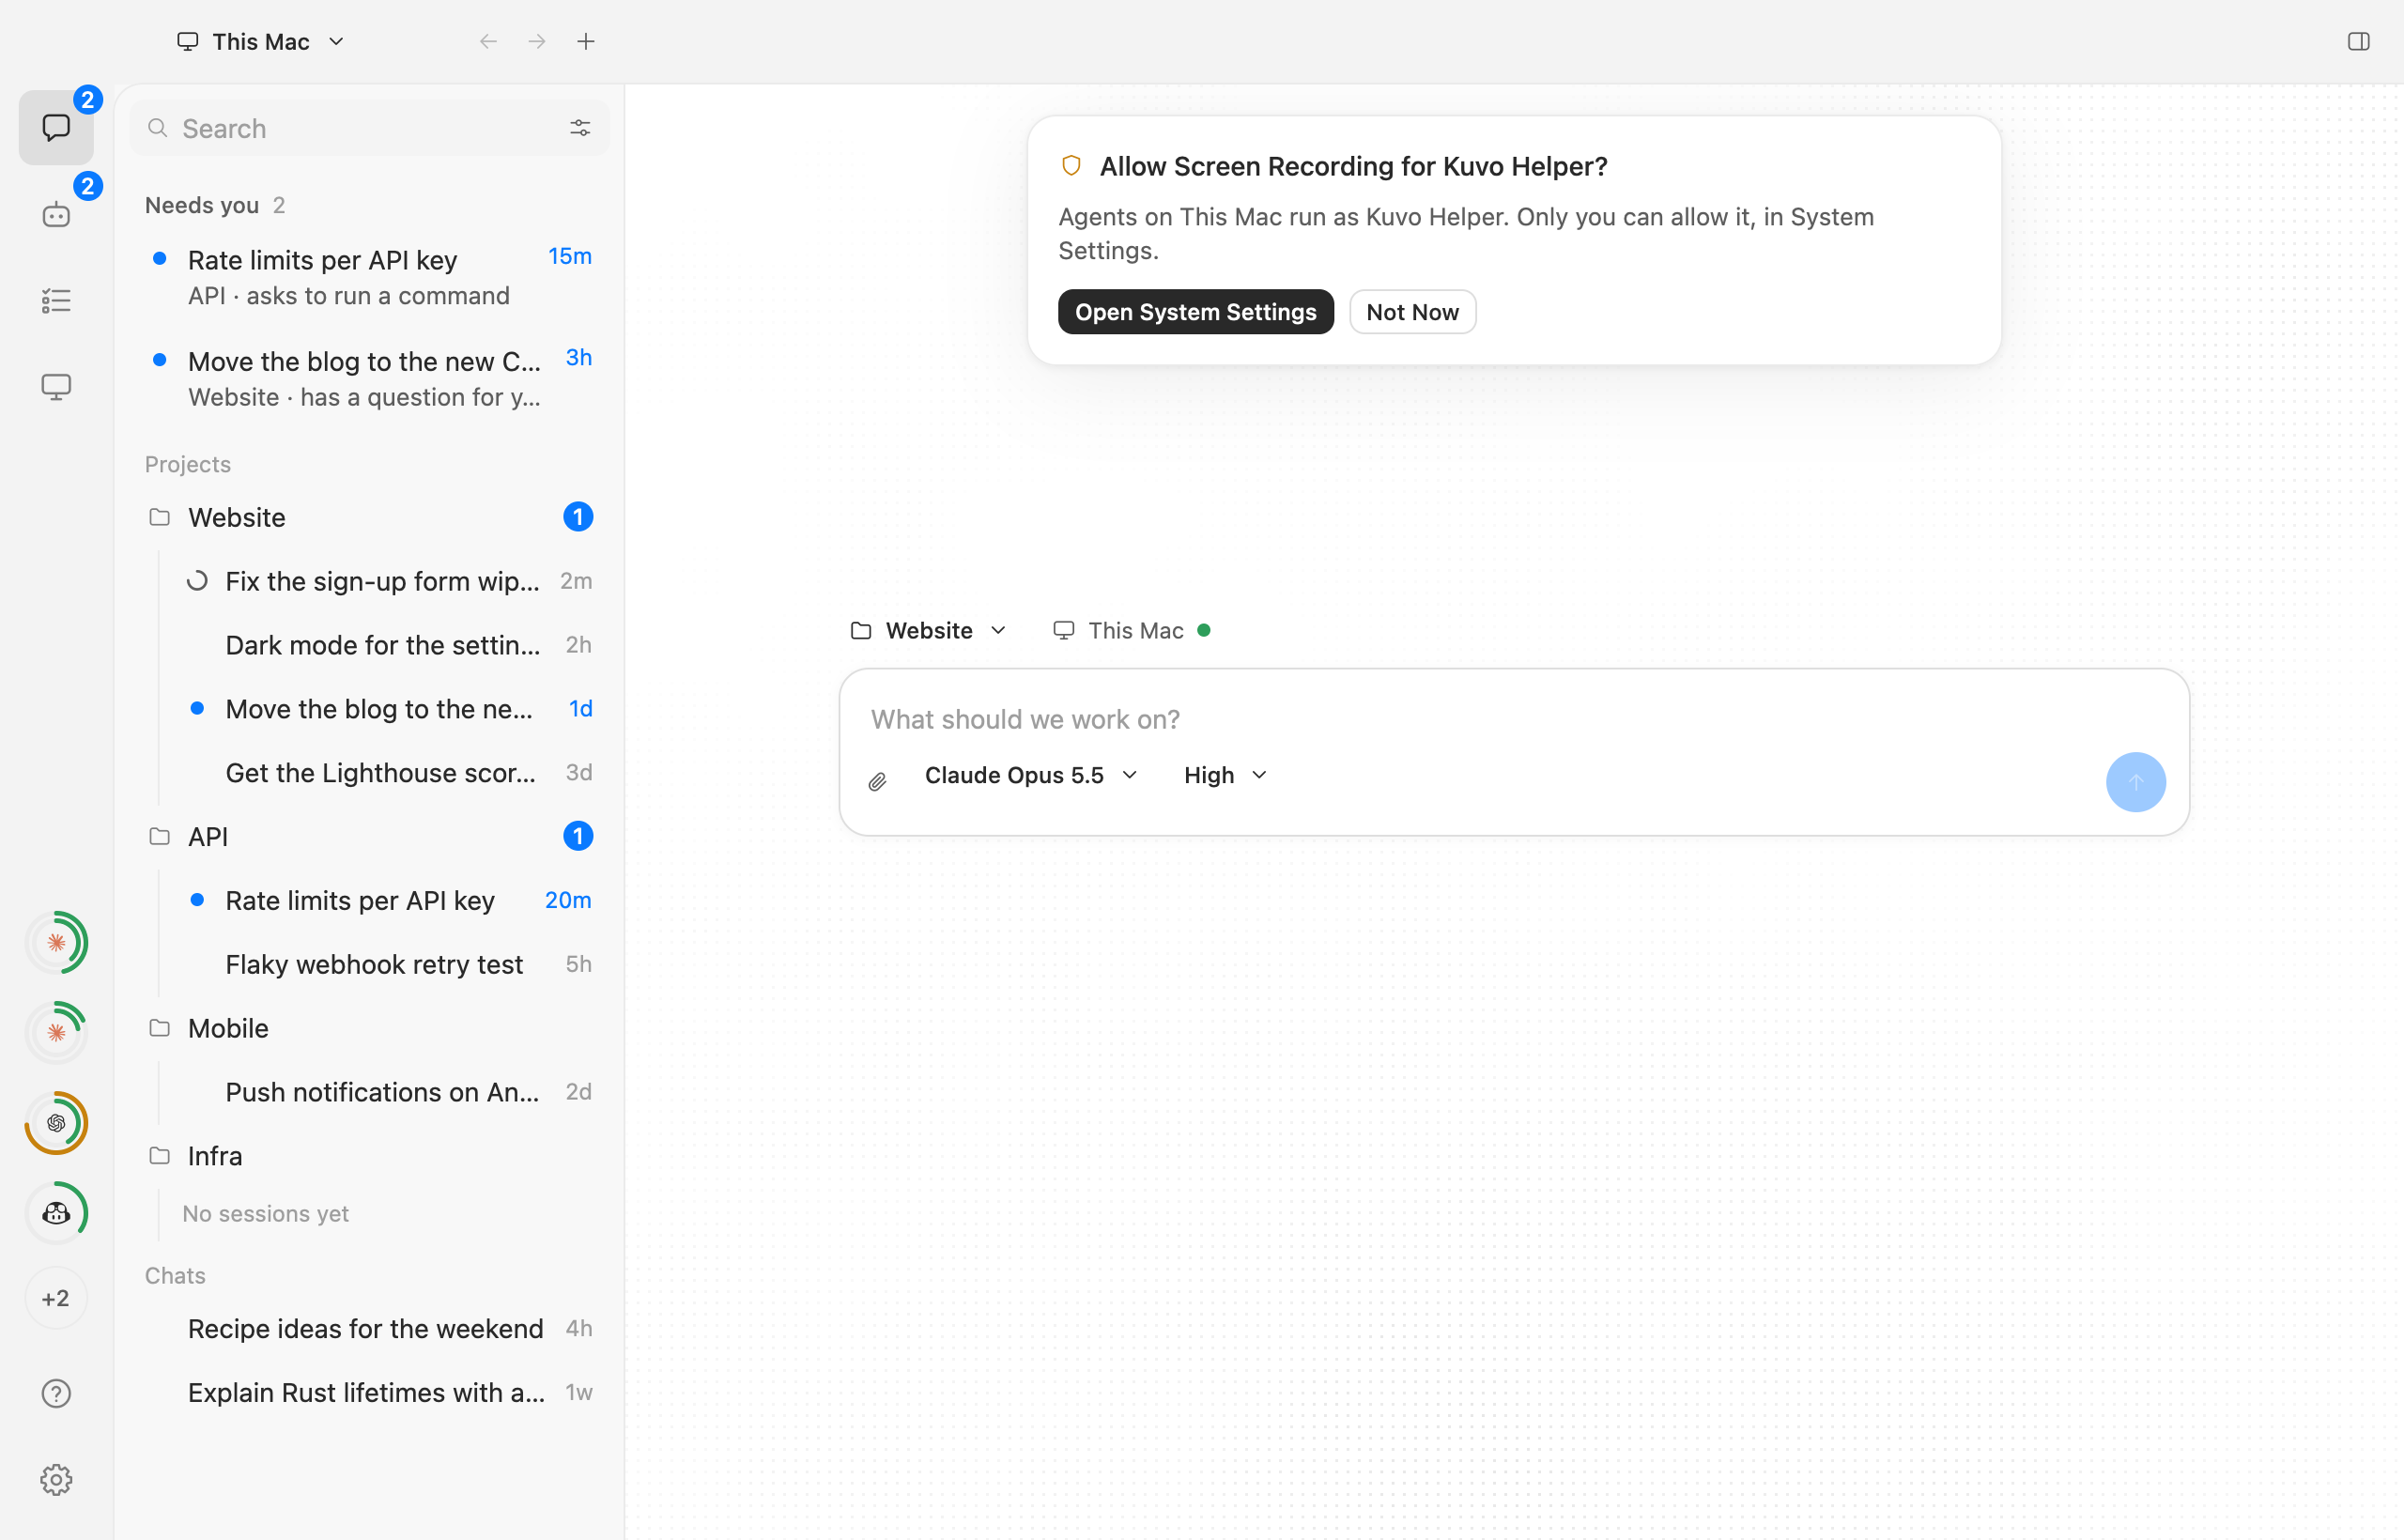 This Mac
2
2
Search
Needs you 2
Rate limits per API key 15m
API · asks to run a command
Move the blog to the new C... 3h
Website · has a question for y...
Projects
Website 1
Fix the sign-up form wip... 2m
Dark mode for the settin... 2h
Move the blog to the ne... 1d
Get the Lighthouse scor... 3d
API 1
Rate limits per API key 20m
Flaky webhook retry test 5h
Mobile
Push notifications on An... 2d
Infra
No sessions yet
Chats
Recipe ideas for the weekend 4h
Explain Rust lifetimes with a... 1w
+2
Allow Screen Recording for Kuvo Helper?
Agents on This Mac run as Kuvo Helper. Only you can allow it, in System
Settings.
Open System Settings Not Now
Website This Mac
What should we work on?
Claude Opus 5.5 High